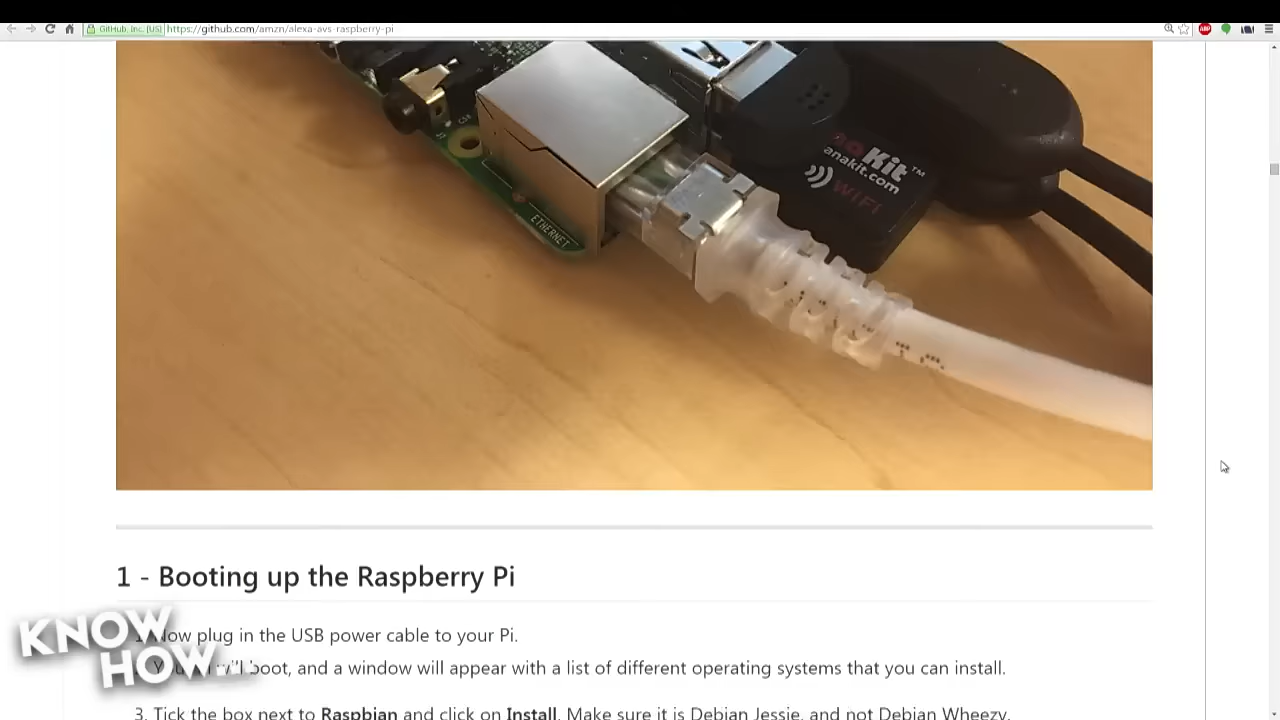 GitHub, Inc. [US] https://github.com/amzn/alexa-avs-raspberry-pi
ABP
ETHERNET
Kit™
anakit.com
WiFi
1 - Booting up the Raspberry Pi
Now plug in the USB power cable to your Pi.
boot, and a window will appear with a list of different operating systems that you can install.
3. Tick the box next to Raspbian and click on Install. Make sure it is Debian Jessie, and not Debian Wheezy.
KNOW
HOW...